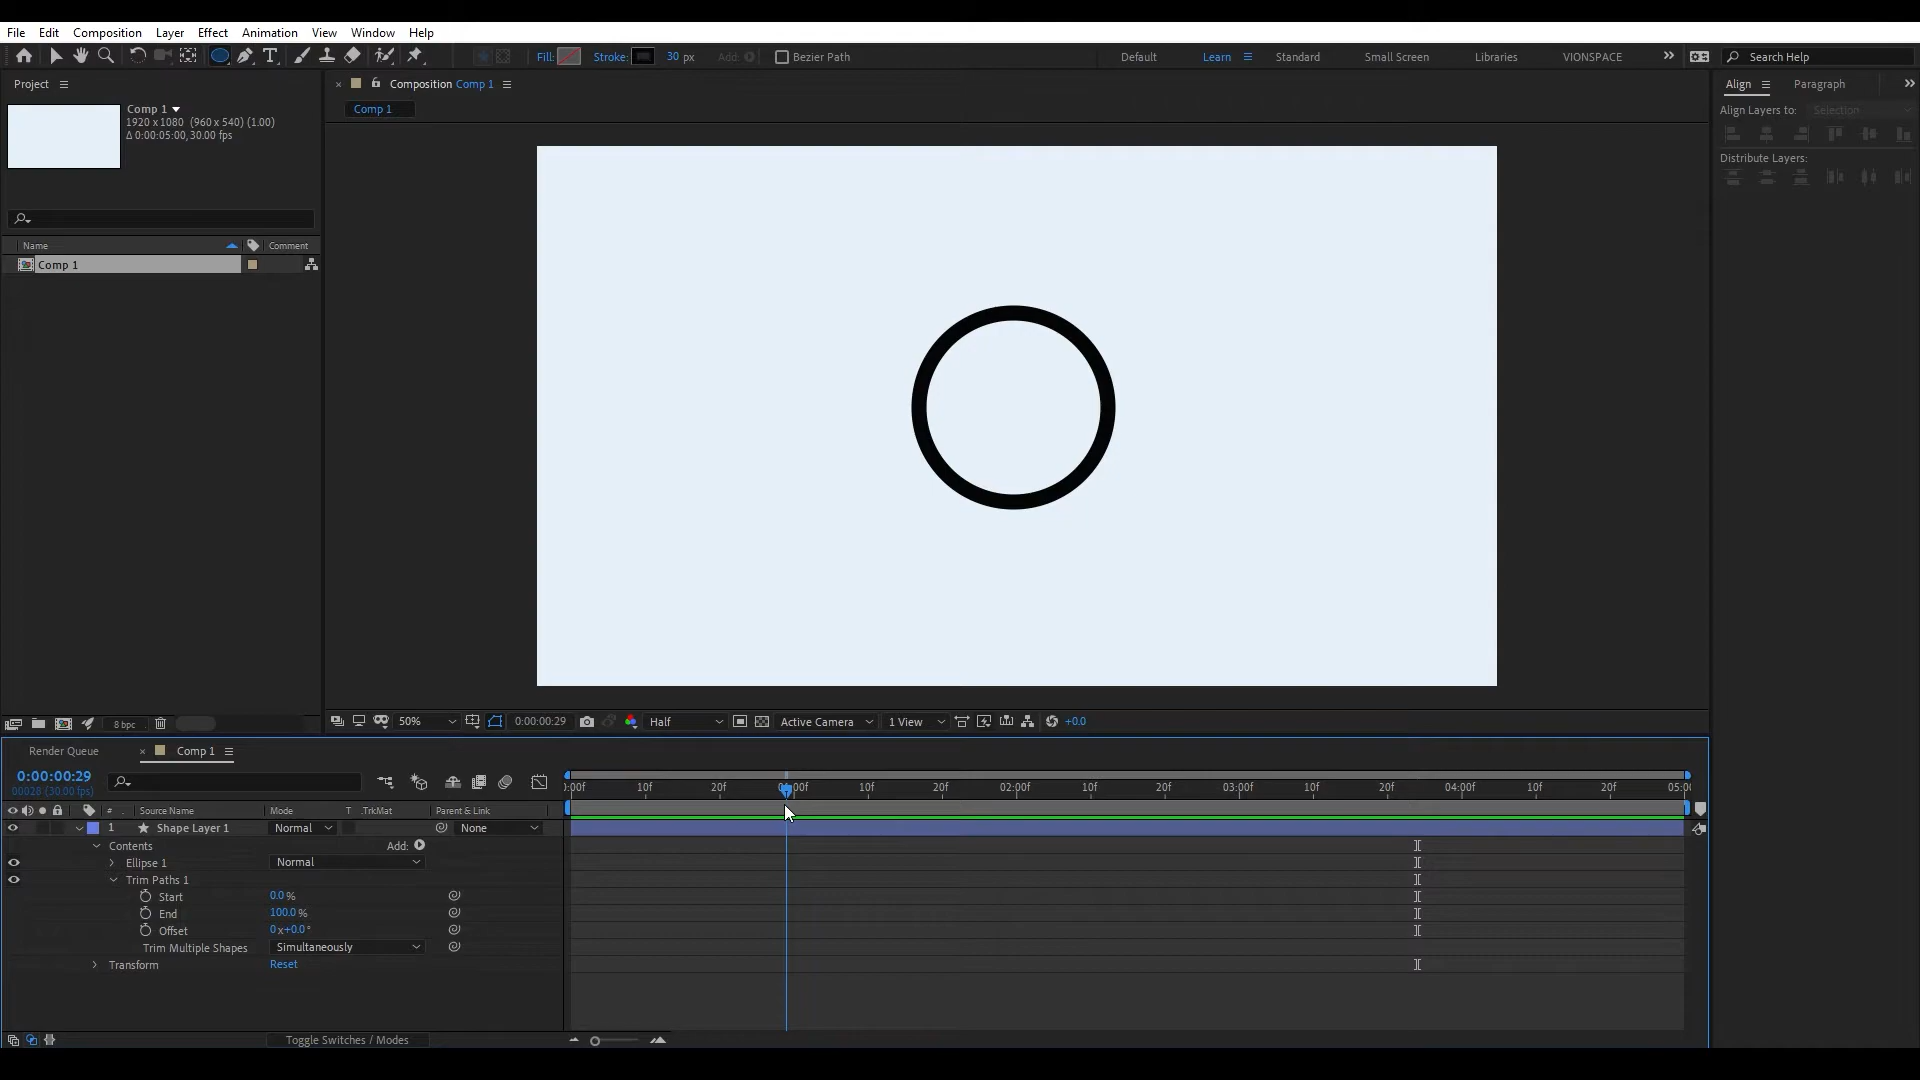 File Edit Composition Layer Effect Animation View Window Help
Fill: Stroke: 30 px Add: Bezier Path Default Learn Standard Small Screen Libraries VIONSPACE Search Help
Project
Composition Comp 1
Align Paragraph
Comp 1
1920 x 1080 (960 x 540) (1.00)
Δ 0:00:05:00, 30.00 fps
Comp 1
Align Layers to: Selection
Distribute Layers:
Name Comment
Comp 1
8 bpc
50% 0:00:00:29 Half Active Camera 1 View +0.0
Render Queue Comp 1
0:00:00:29
00028 (30.00 fps)
):00f 10f 20f 01:00f 10f 20f 02:00f 10f 20f 03:00f 10f 20f 04:00f 10f 20f 05:00
# Source Name Mode T .TrkMat Parent & Link
1 Shape Layer 1 Normal None
Contents Add:
Ellipse 1 Normal
Trim Paths 1
Start 0.0 %
End 100.0 %
Offset 0 x+0.0 °
Trim Multiple Shapes Simultaneously
Transform Reset
Toggle Switches / Modes